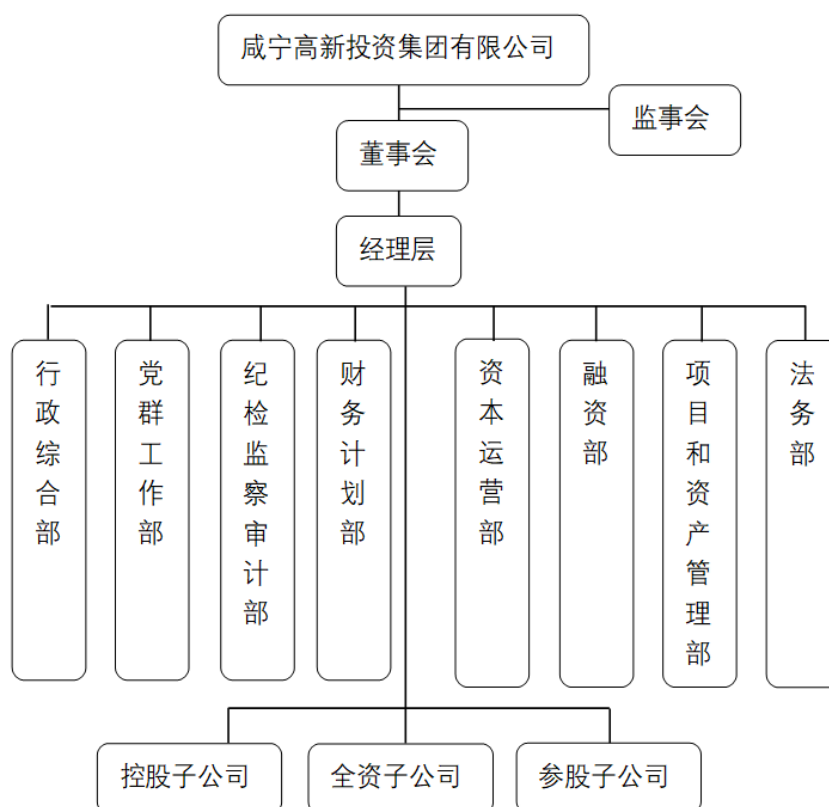 咸宁高新投资集团有限公司
监事会
董事会
经理层
行政综合部
党群工作部
纪检监察审计部
财务计划部
资本运营部
融资部
项目和资产管理部
法务部
控股子公司
全资子公司
参股子公司